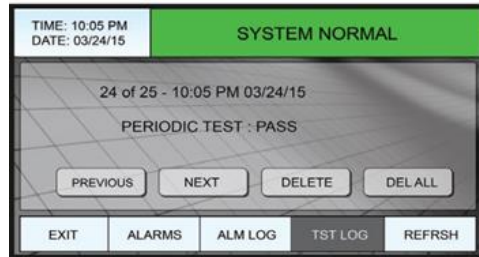 TIME: 10:05 PM
DATE: 03/24/15
SYSTEM NORMAL
24 of 25 - 10:05 PM 03/24/15
PERIODIC TEST : PASS
PREVIOUS NEXT DELETE DEL ALL
EXIT ALARMS ALM LOG TST LOG REFRSH